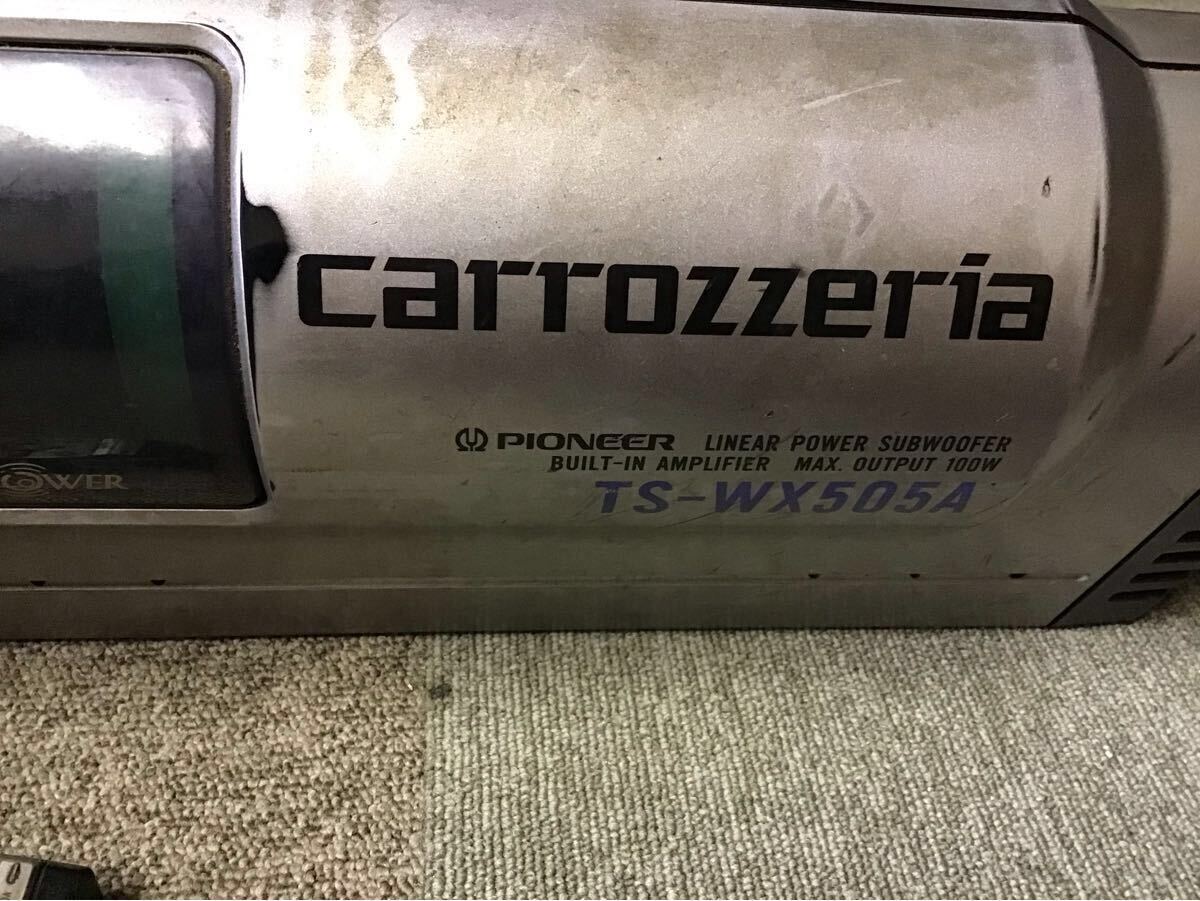 carrozzeria
PIONEER LINEAR POWER SUBWOOFER
BUILT-IN AMPLIFIER MAX. OUTPUT 100W
TS-WX505A